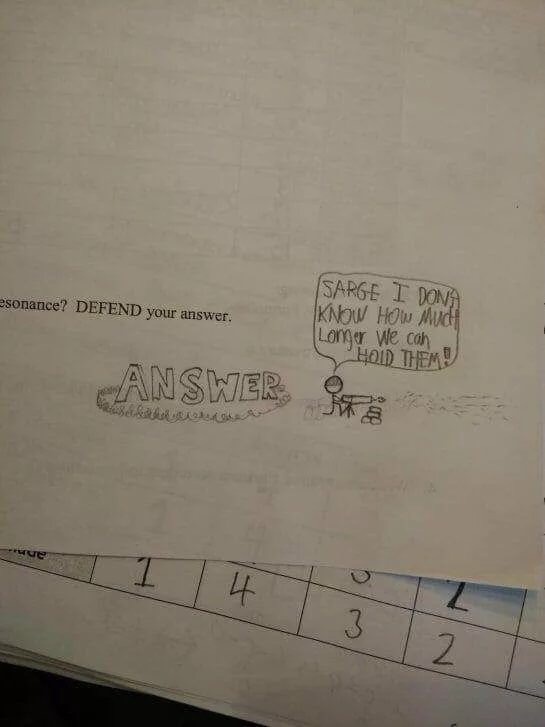 esonance? DEFEND your answer.
SARGE I DON'T
KNOW HOW MUCH
Longer We can
HOLD THEM!!
ANSWER
1 4 3 2